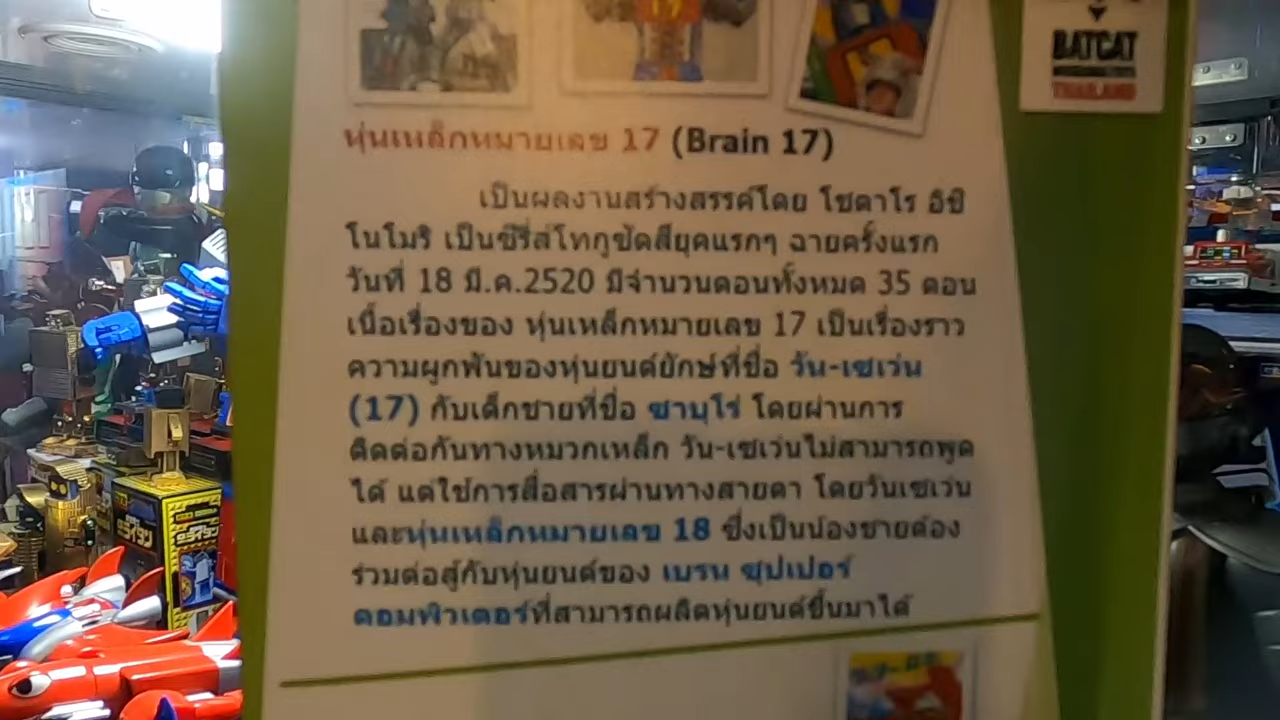 BATCAT
THAILAND
หุ่นเหล็กหมายเลข 17 (Brain 17)
เป็นผลงานสร้างสรรค์โดย โชตาโร อิชิ
โนโมริ เป็นซีรี่ส์โทกูซัตสึยุคแรกๆ ฉายครั้งแรก
วันที่ 18 มี.ค.2520 มีจำนวนตอนทั้งหมด 35 ตอน
เนื้อเรื่องของ หุ่นเหล็กหมายเลข 17 เป็นเรื่องราว
ความผูกพันของหุ่นยนต์ยักษ์ที่ชื่อ วัน-เซเว่น
(17) กับเด็กชายที่ชื่อ ซาบุโร่ โดยผ่านการ
ติดต่อกันทางหมวกเหล็ก วัน-เซเว่นไม่สามารถพูด
ได้ แต่ใช้การสื่อสารผ่านทางสายตา โดยวันเซเว่น
และหุ่นเหล็กหมายเลข 18 ซึ่งเป็นน้องชายต้อง
ร่วมต่อสู้กับหุ่นยนต์ของ เบรน ซุปเปอร์
คอมพิวเตอร์ที่สามารถผลิตหุ่นยนต์ขึ้นมาได้